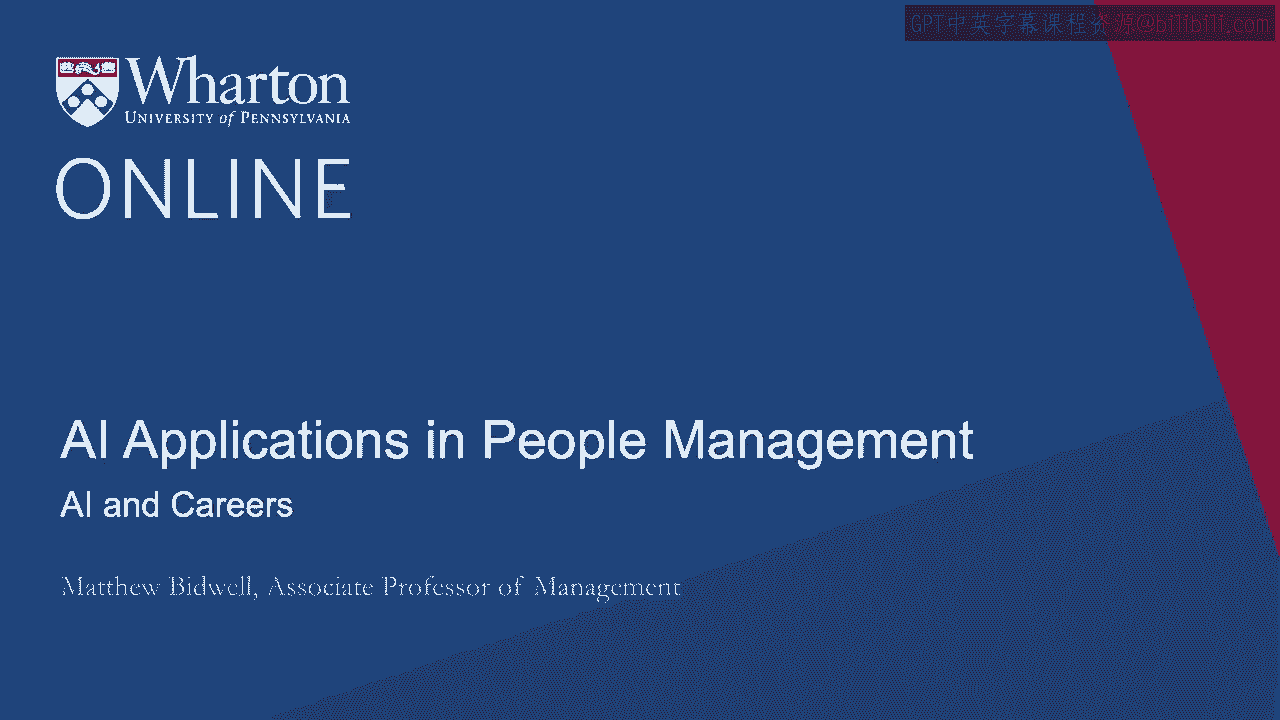 GPT中英字幕课程资源@bilibili.com
Wharton
UNIVERSITY of PENNSYLVANIA
ONLINE
AI Applications in People Management
AI and Careers
Matthew Bidwell, Associate Professor of Management